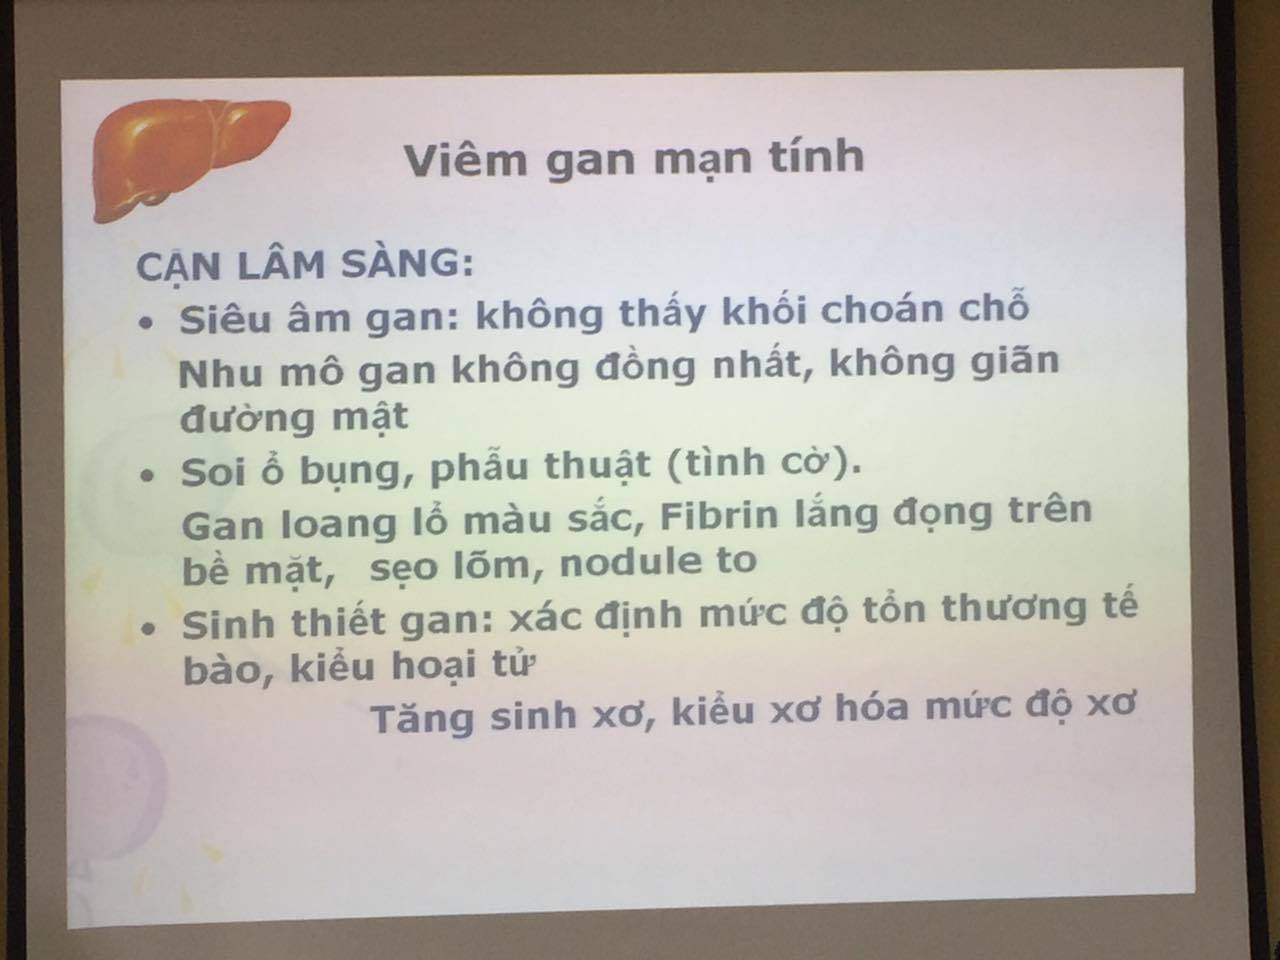 Viêm gan mạn tính
CẬN LÂM SÀNG:
• Siêu âm gan: không thấy khối choán chỗ
Nhu mô gan không đồng nhất, không giãn
đường mật
• Soi ổ bụng, phẫu thuật (tình cờ).
Gan loang lổ màu sắc, Fibrin lắng đọng trên
bề mặt, sẹo lõm, nodule to
• Sinh thiết gan: xác định mức độ tổn thương tế
bào, kiểu hoại tử
Tăng sinh xơ, kiểu xơ hóa mức độ xơ